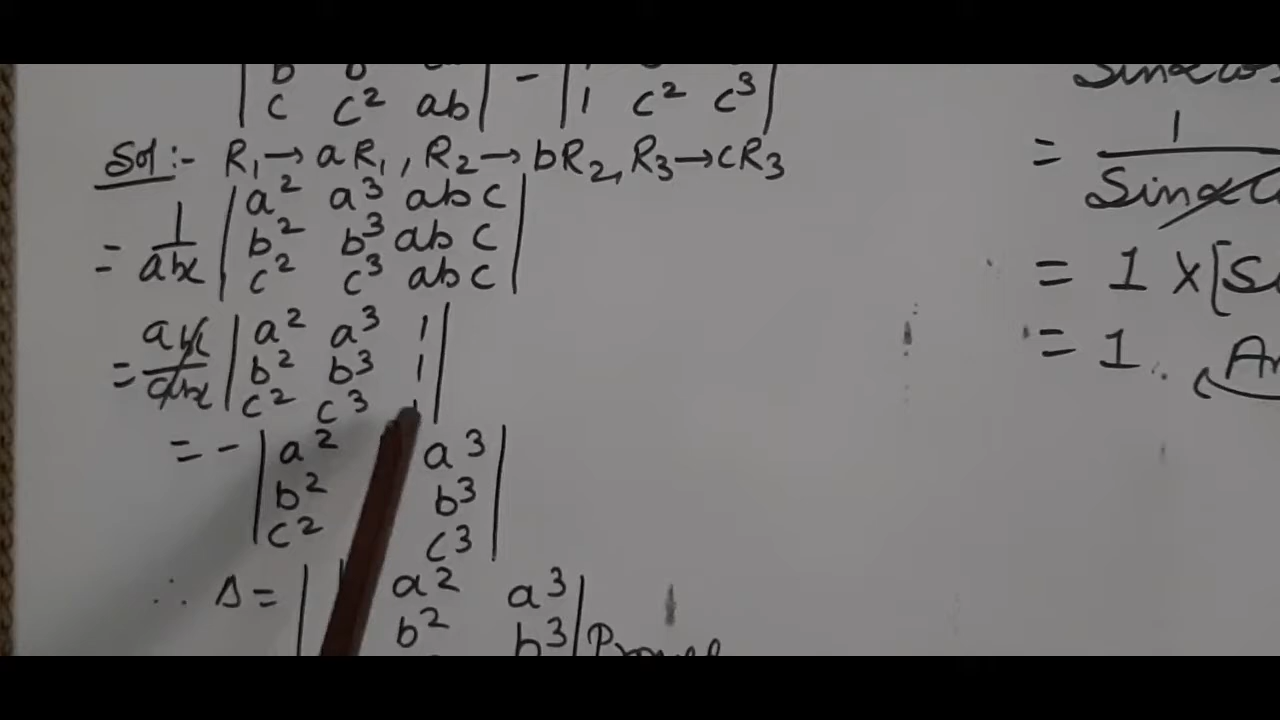 c c² ab | - | 1 c² c³ |
Sol:- R₁→aR₁, R₂→bR₂, R₃→cR₃
= 1/abc | a² a³ abc |
| b² b³ abc |
| c² c³ abc |
= abc/abc | a² a³ 1 |
| b² b³ 1 |
| c² c³ 1 |
= - | a² a³ |
| b² b³ |
| c² c³ |
∴ Δ = | a² a³ |
b² b³ |
= 1
= 1 ×[
= 1.